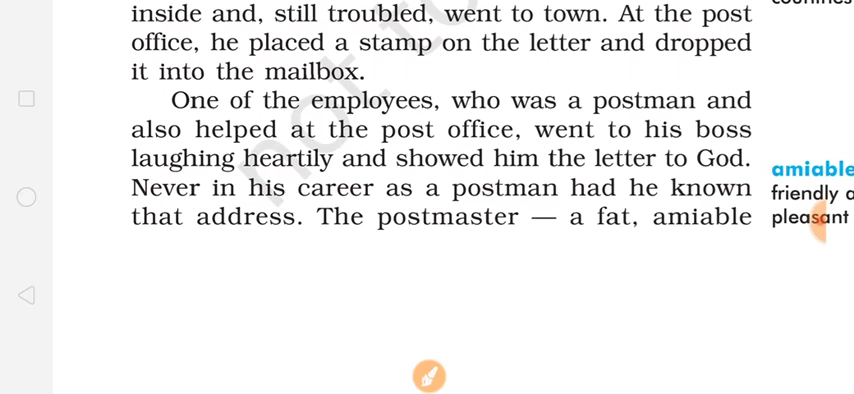 inside and, still troubled, went to town. At the post
office, he placed a stamp on the letter and dropped
it into the mailbox.
One of the employees, who was a postman and
also helped at the post office, went to his boss
laughing heartily and showed him the letter to God.
Never in his career as a postman had he known
that address. The postmaster — a fat, amiable
amiable
friendly a
pleasant
not to